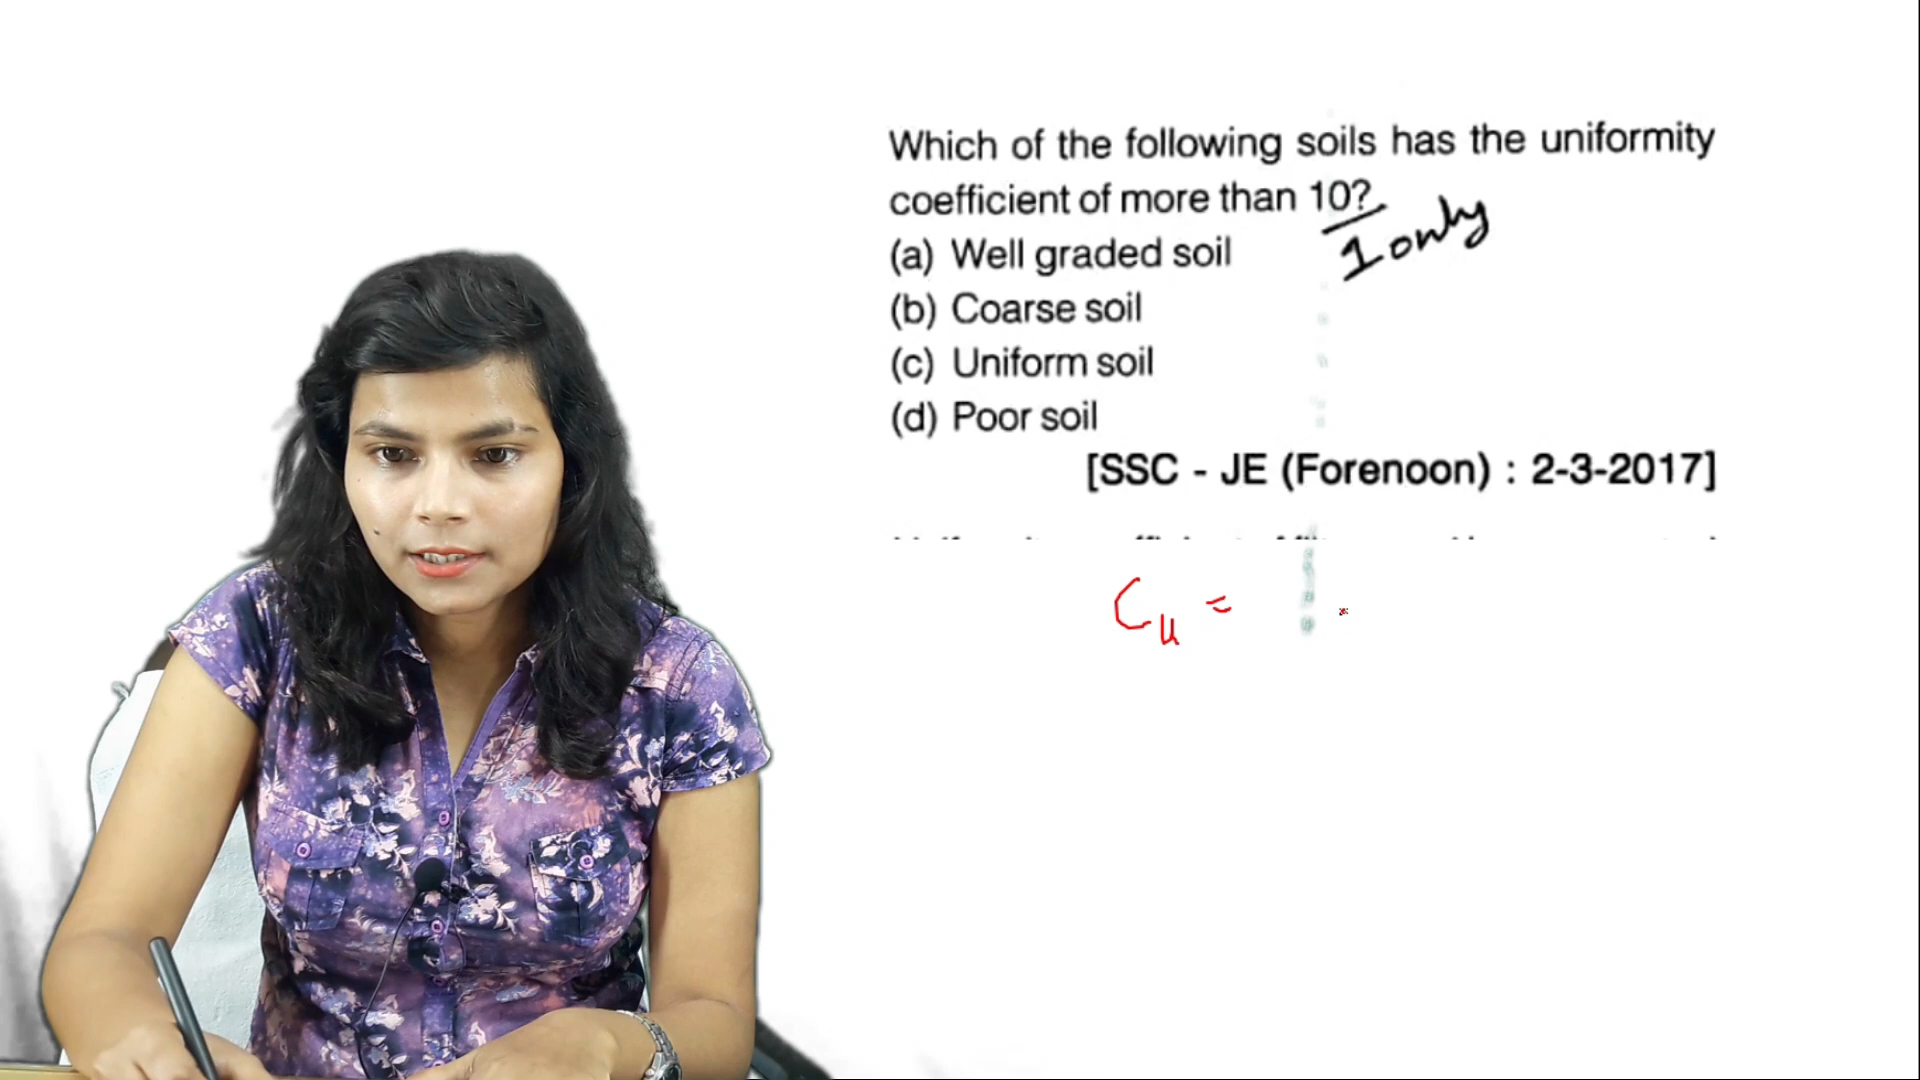 Which of the following soils has the uniformity
coefficient of more than 10?
1 only
(a) Well graded soil
(b) Coarse soil
(c) Uniform soil
(d) Poor soil
[SSC - JE (Forenoon) : 2-3-2017]
Cu =